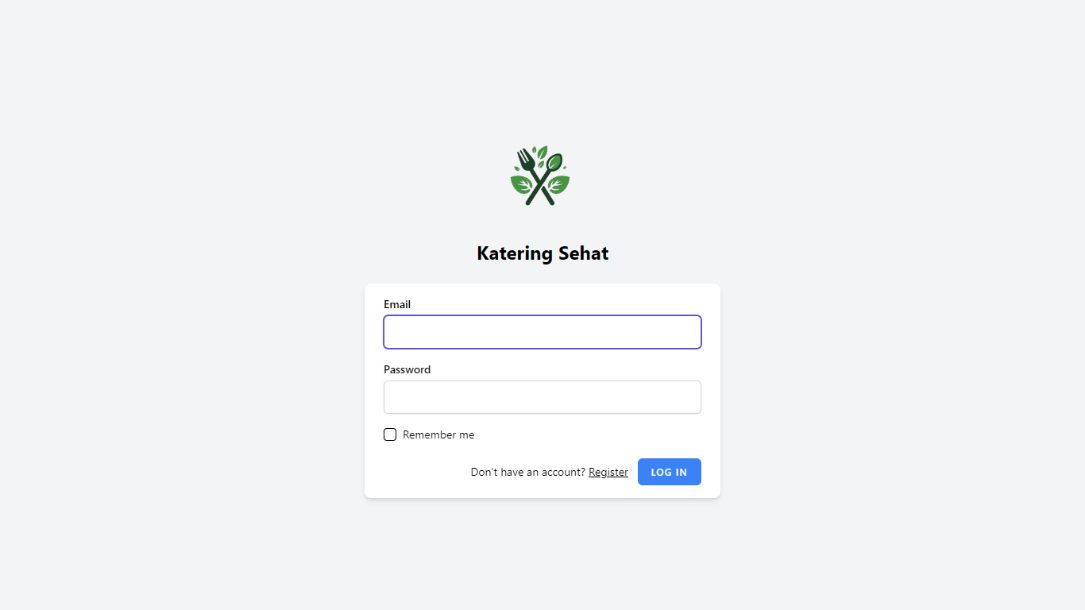 Katering Sehat
Email
Password
Remember me
Don't have an account? Register LOG IN